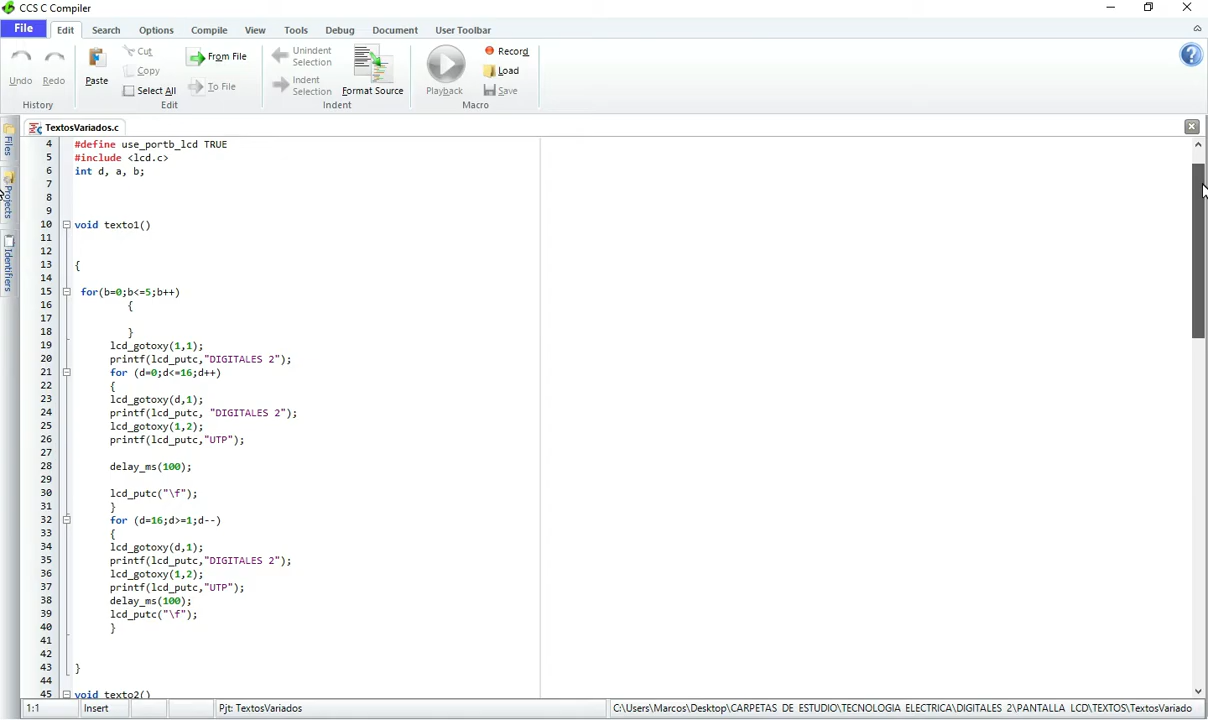 CCS C Compiler
File Edit Search Options Compile View Tools Debug Document User Toolbar
Undo Redo Paste Cut Copy Select All From File To File Unindent Selection Indent Selection Format Source Playback Record Load Save
History Edit Indent Macro
TextosVariados.c
Files
Projects
Identifiers
4 #define use_portb_lcd TRUE
5 #include <lcd.c>
6 int d, a, b;
7
8
9
10 void texto1()
11
12
13 {
14
15 for(b=0;b<=5;b++)
16 {
17
18 }
19 lcd_gotoxy(1,1);
20 printf(lcd_putc,"DIGITALES 2");
21 for (d=0;d<=16;d++)
22 {
23 lcd_gotoxy(d,1);
24 printf(lcd_putc, "DIGITALES 2");
25 lcd_gotoxy(1,2);
26 printf(lcd_putc,"UTP");
27
28 delay_ms(100);
29
30 lcd_putc("\f");
31 }
32 for (d=16;d>=1;d--)
33 {
34 lcd_gotoxy(d,1);
35 printf(lcd_putc,"DIGITALES 2");
36 lcd_gotoxy(1,2);
37 printf(lcd_putc,"UTP");
38 delay_ms(100);
39 lcd_putc("\f");
40 }
41
42
43 }
44
45 void texto2()
1:1 Insert Pjt: TextosVariados C:\Users\Marcos\Desktop\CARPETAS DE ESTUDIO\TECNOLOGIA ELECTRICA\DIGITALES 2\PANTALLA LCD\TEXTOS\TextosVariado